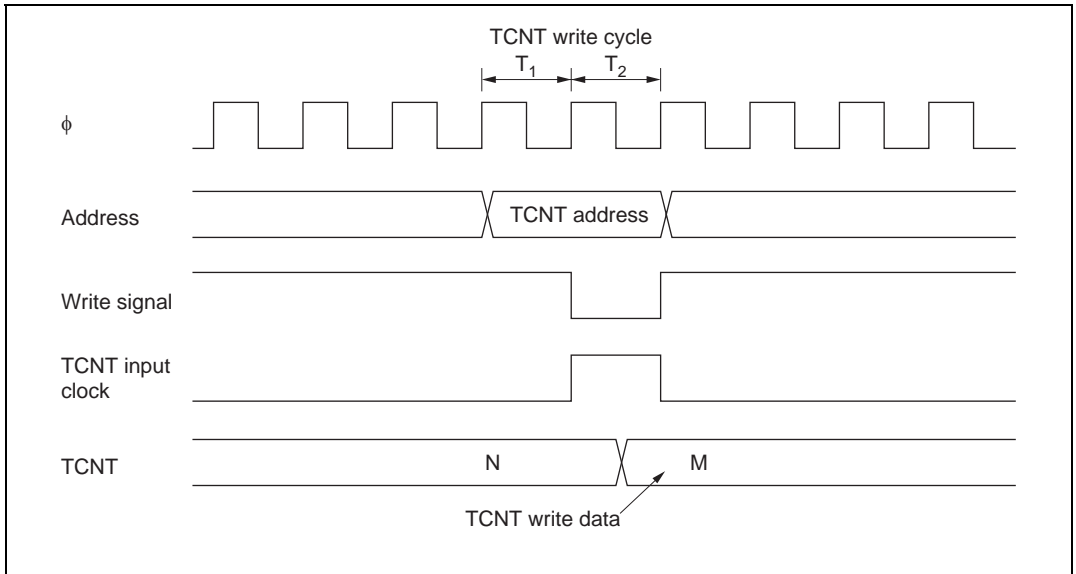 TCNT write cycle
T₁ T₂
ϕ
Address
TCNT address
Write signal
TCNT input
clock
TCNT
N
M
TCNT write data